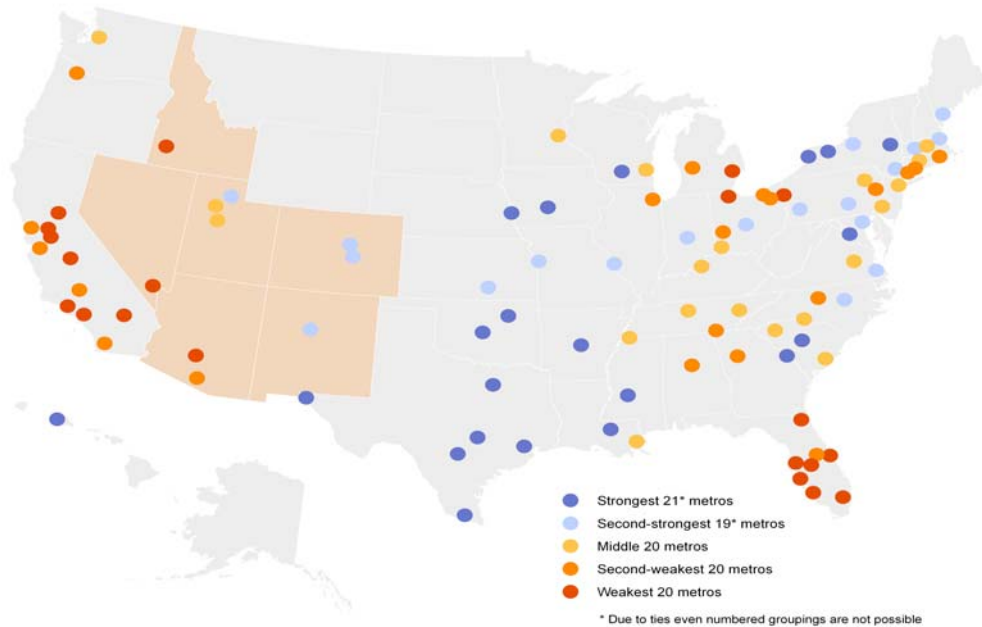 Strongest 21* metros
Second-strongest 19* metros
Middle 20 metros
Second-weakest 20 metros
Weakest 20 metros
* Due to ties even numbered groupings are not possible